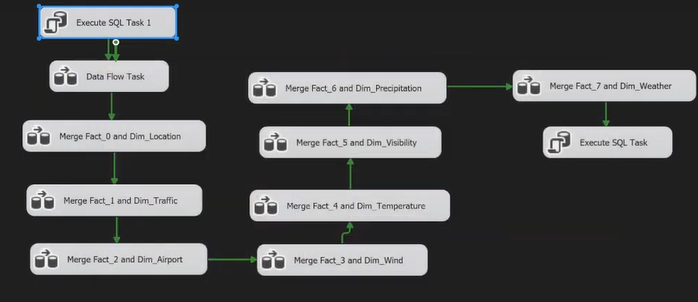 Execute SQL Task 1
Data Flow Task
Merge Fact_0 and Dim_Location
Merge Fact_1 and Dim_Traffic
Merge Fact_2 and Dim_Airport
Merge Fact_3 and Dim_Wind
Merge Fact_4 and Dim_Temperature
Merge Fact_5 and Dim_Visibility
Merge Fact_6 and Dim_Precipitation
Merge Fact_7 and Dim_Weather
Execute SQL Task